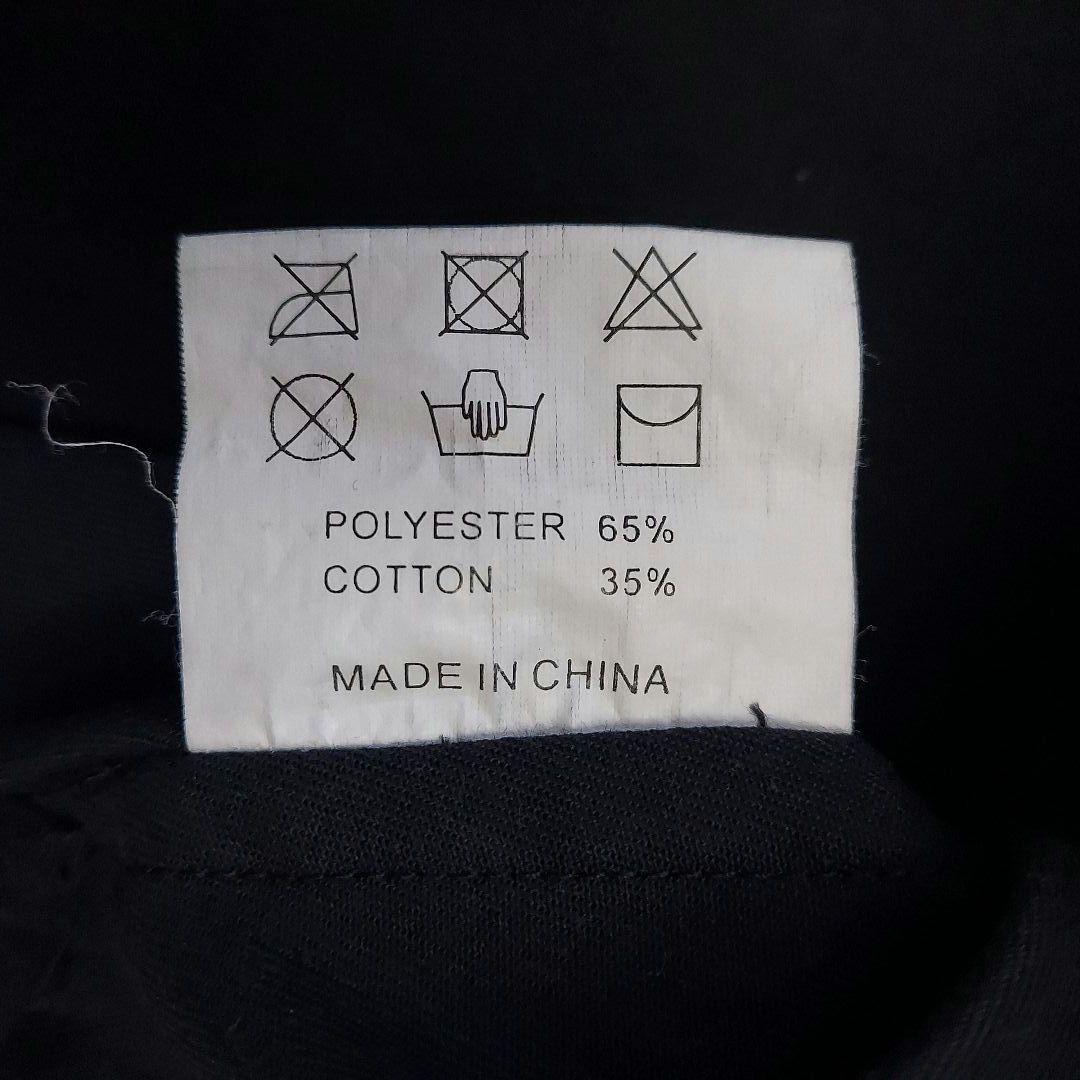 POLYESTER 65%
COTTON 35%
MADE IN CHINA